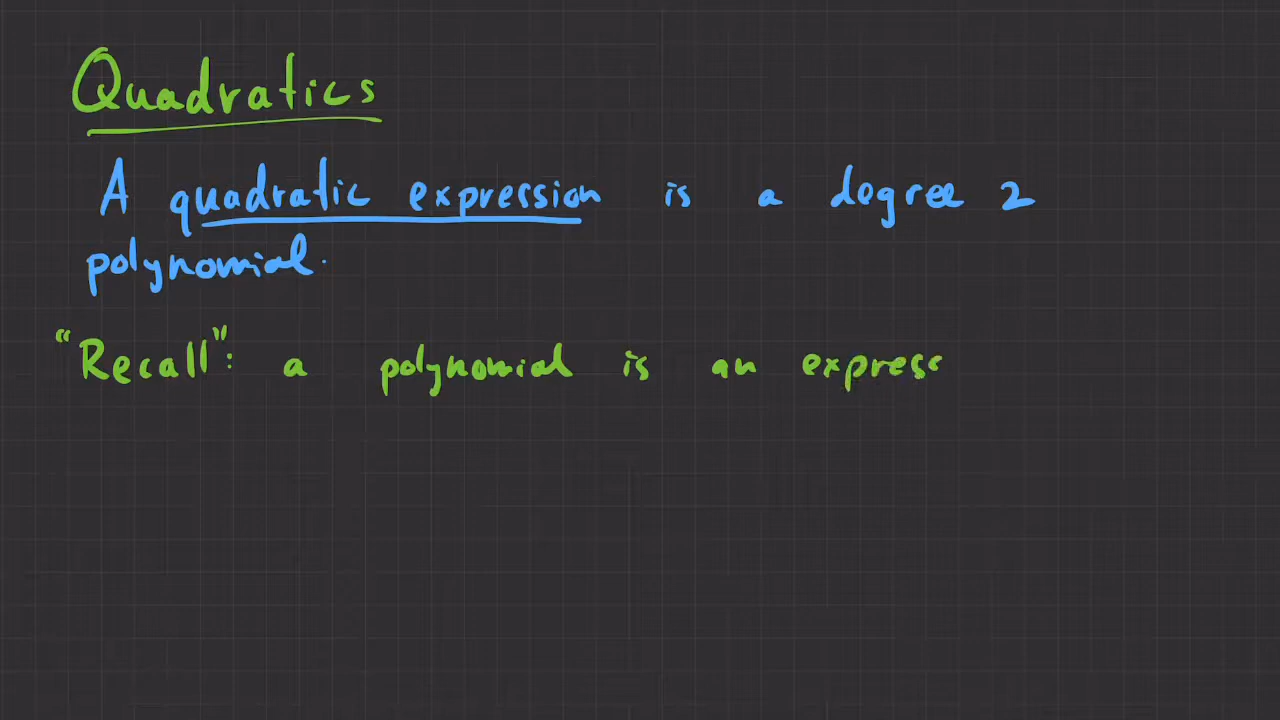 Quadratics
A quadratic expression is a degree 2
polynomial.
"Recall": a polynomial is an express